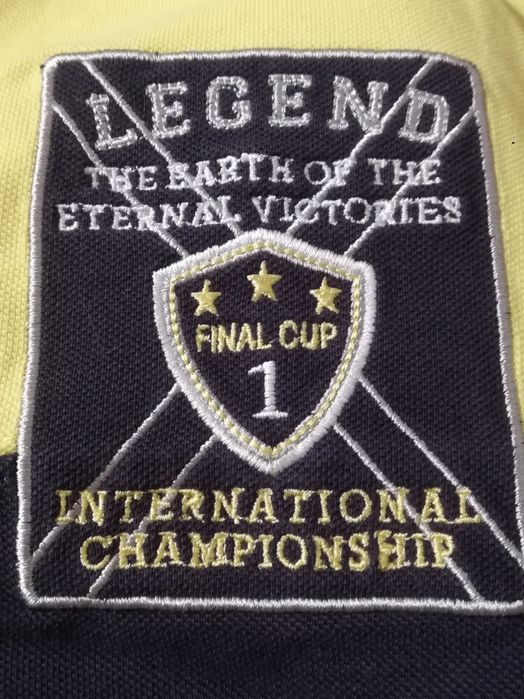 LEGEND
THE EARTH OF THE
ETERNAL VICTORIES
FINAL CUP
1
INTERNATIONAL
CHAMPIONSHIP